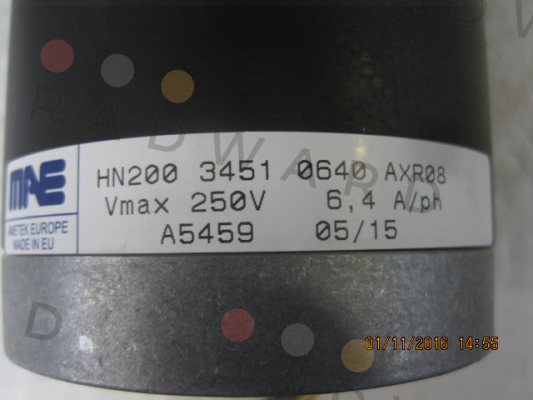 MAE
AMETEK EUROPE
MADE IN EU
HN200 3451 0640 AXR08
Vmax 250V 6,4 A/ph
A5459 05/15
RADWARD
01/11/2016 14:55